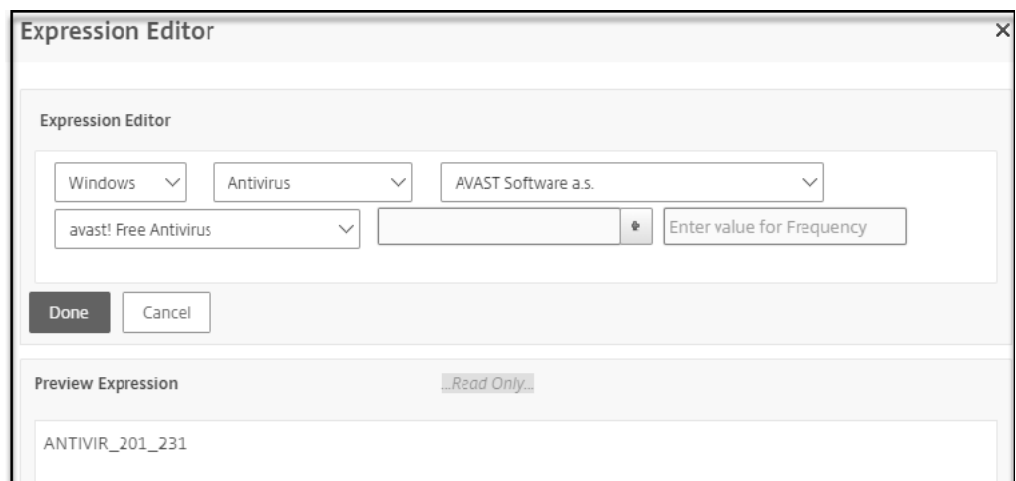 Expression Editor
Expression Editor
Windows Antivirus AVAST Software a.s.
avast! Free Antivirus Enter value for Frequency
Done Cancel
Preview Expression ...Read Only...
ANTIVIR_201_231